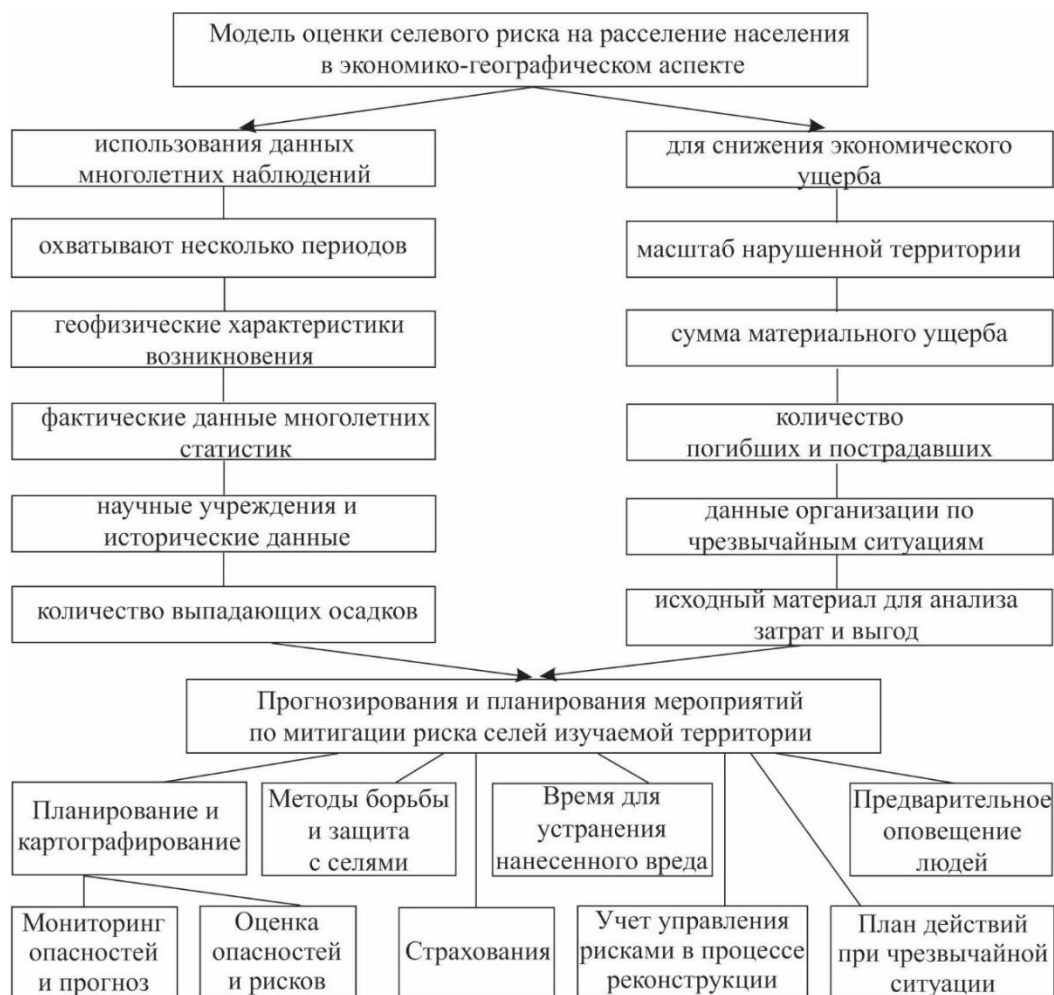 Модель оценки селевого риска на расселение населения
в экономико-географическом аспекте
использования данных
многолетних наблюдений
для снижения экономического
ущерба
охватывают несколько периодов
масштаб нарушенной территории
геофизические характеристики
возникновения
сумма материального ущерба
фактические данные многолетних
статистик
количество
погибших и пострадавших
научные учреждения и
исторические данные
данные организации по
чрезвычайным ситуациям
количество выпадающих осадков
исходный материал для анализа
затрат и выгод
Прогнозирования и планирования мероприятий
по митигации риска селей изучаемой территории
Планирование и
картографирование
Методы борьбы
и защита
с селями
Время для
устранения
нанесенного вреда
Предварительное
оповещение
людей
Мониторинг
опасностей
и прогноз
Оценка
опасностей
и рисков
Страхования
Учет управления
рисками в процессе
реконструкции
План действий
при чрезвычайной
ситуации